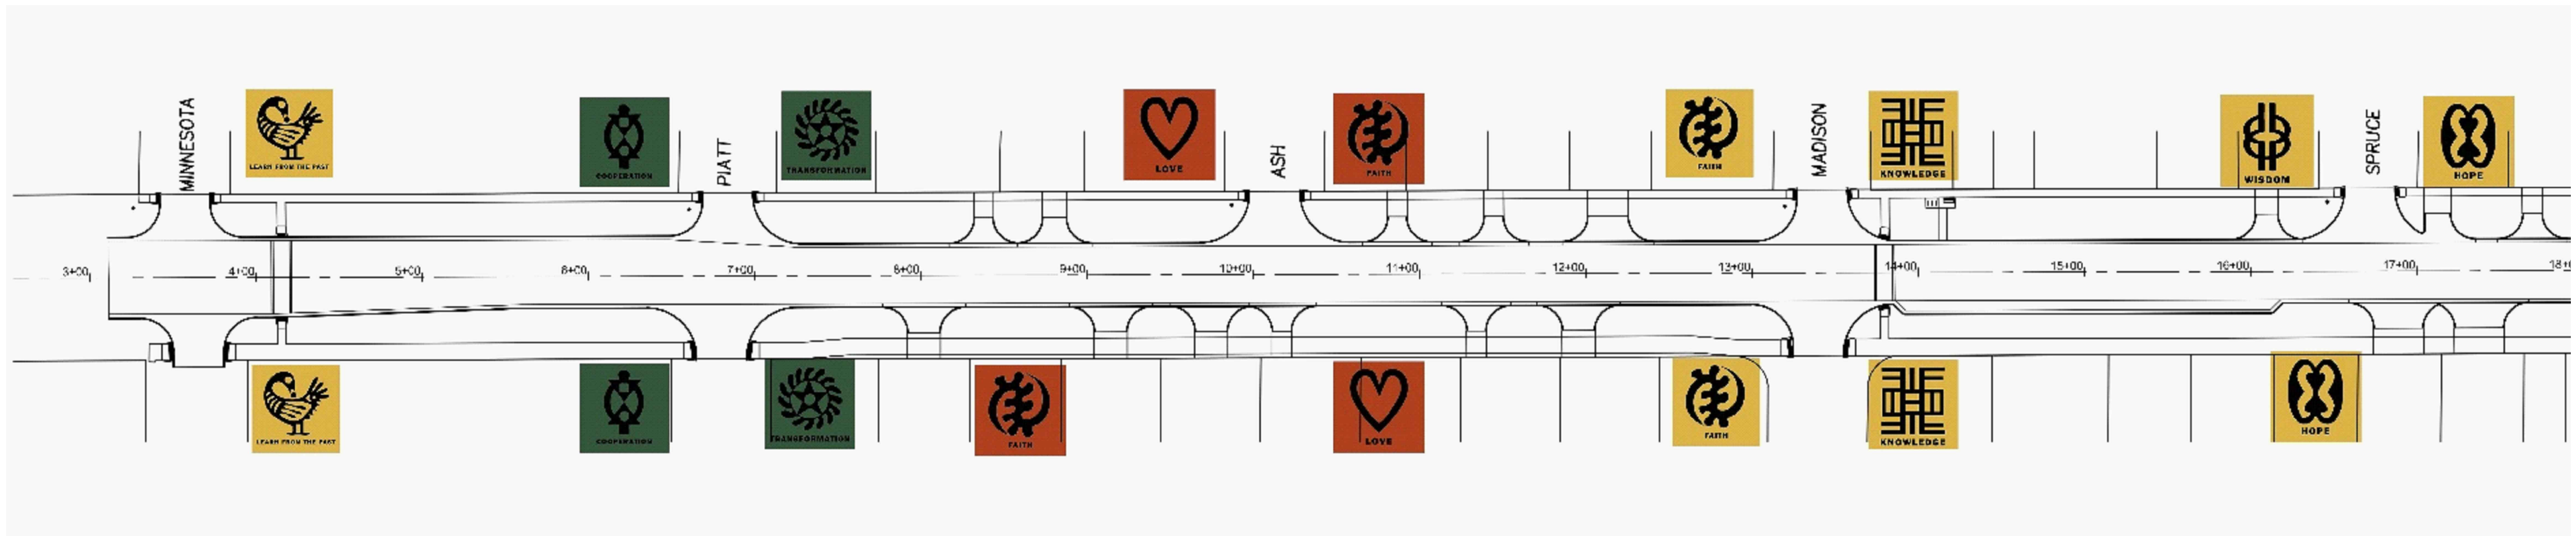 MINNESOTA
LEARN FROM THE PAST
COOPERATION
PIATT
TRANSFORMATION
LOVE
ASH
FAITH
FAITH
MADISON
KNOWLEDGE
WISDOM
SPRUCE
HOPE
3+00 4+00 5+00 6+00 7+00 8+00 9+00 10+00 11+00 12+00 13+00 14+00 15+00 16+00 17+00
LEARN FROM THE PAST
COOPERATION
TRANSFORMATION
FAITH
LOVE
FAITH
KNOWLEDGE
HOPE